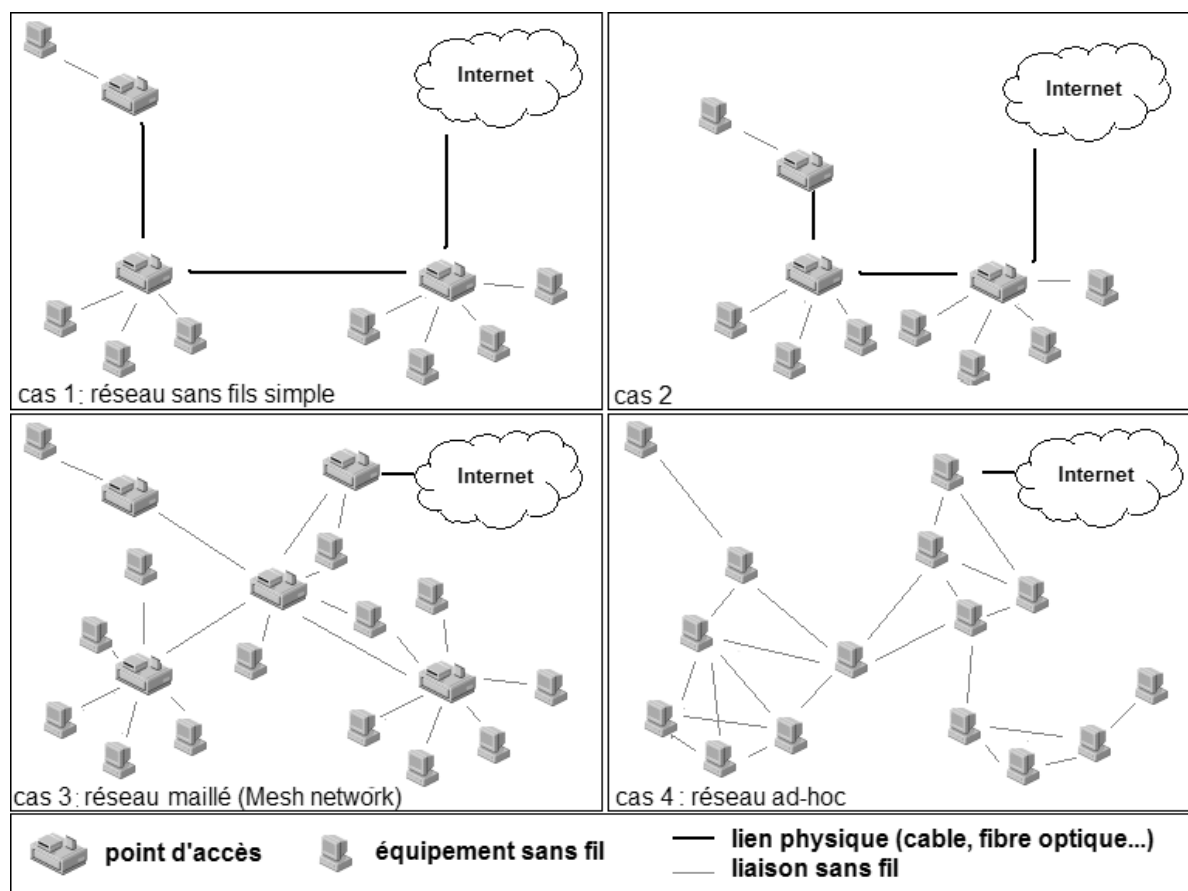 Internet
cas 1: réseau sans fils simple
Internet
cas 2
Internet
cas 3 : réseau maillé (Mesh network)
Internet
cas 4 : réseau ad-hoc
point d'accès
équipement sans fil
lien physique (cable, fibre optique...)
liaison sans fil